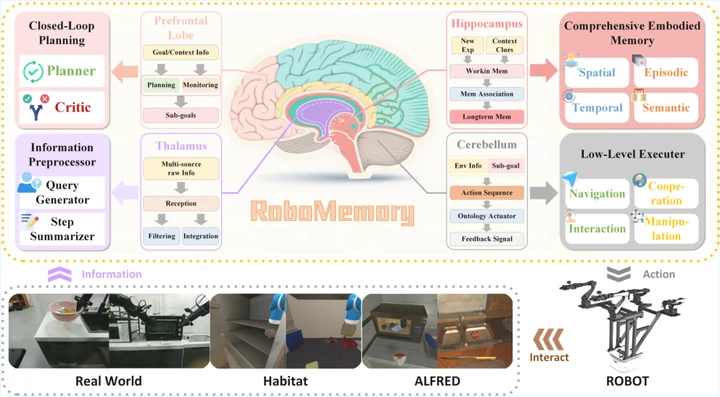 Closed-Loop
Planning
Planner
Critic
Prefrontal
Lobe
Goal/Context Info
Planning
Monitoring
Sub-goals
Hippocampus
New
Exp
Context
Clues
Workin Mem
Mem Association
Longterm Mem
Comprehensive Embodied
Memory
Spatial
Episodic
Temporal
Semantic
Information
Preprocessor
Query
Generator
Step
Summarizer
Thalamus
Multi-source
raw Info
Reception
Filtering
Integration
RoboMemory
Cerebellum
Env Info
Sub-goal
Action Sequence
Ontology Actuator
Feedback Signal
Low-Level Executer
Navigation
Coope-
ration
Interaction
Manipu-
lation
Information
Action
Interact
Real World
Habitat
ALFRED
ROBOT